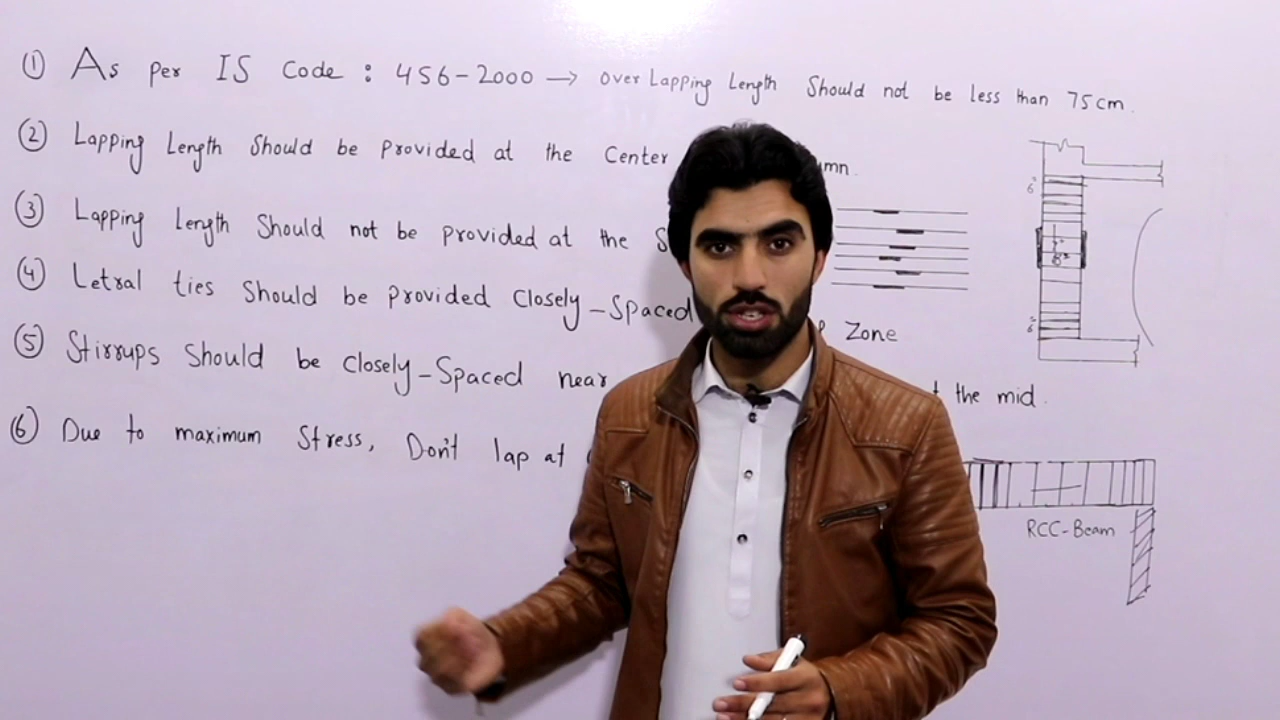 ① As per IS Code : 456-2000 → over Lapping Length Should not be less than 75cm.
② Lapping Length Should be Provided at the Center mn.
③ Lapping Length Should not be provided at the S
④ Letral ties Should be provided Closely-Spaced Zone
⑤ Stirrups Should be Closely-Spaced near the mid.
⑥ Due to maximum Stress, Don't lap at
6"
6"
RCC-Beam